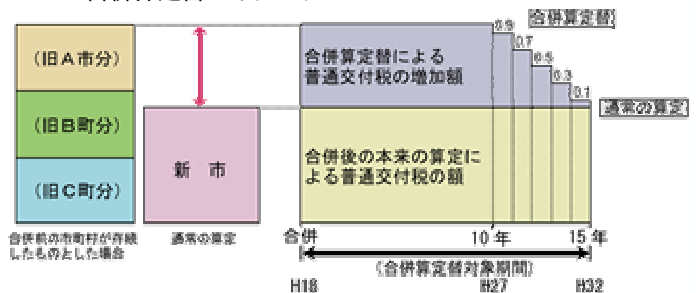 （旧Ａ市分）
（旧Ｂ町分）
（旧Ｃ町分）
合併前の市町村が存続
したものとした場合
新　市
通常の算定
合併算定替による
普通交付税の増加額
合併後の本来の算定に
よる普通交付税の額
0.9
0.7
0.5
0.3
0.1
合併算定替
通常の算定
合併
10年
15年
（合併算定替対象期間）
H18
H27
H32